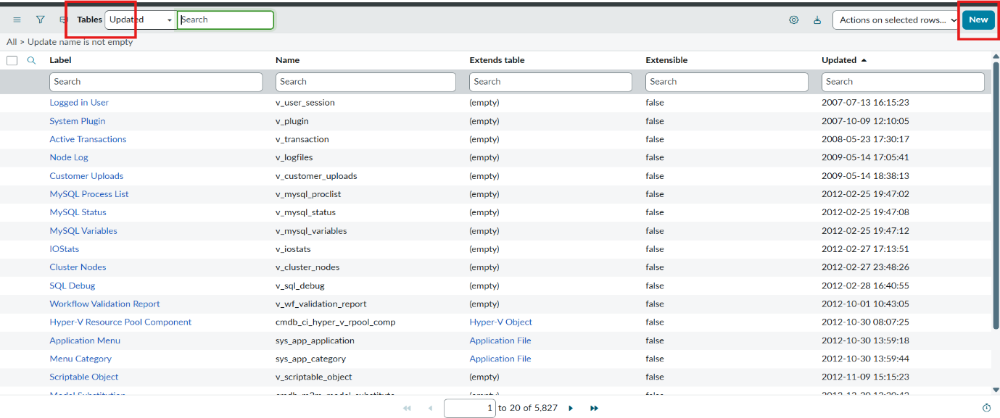 Tables Updated Search Actions on selected rows... New
All > Update name is not empty
Label Name Extends table Extensible Updated
Search Search Search Search Search
Logged in User v_user_session (empty) false 2007-07-13 16:15:23
System Plugin v_plugin (empty) false 2007-10-09 12:10:05
Active Transactions v_transaction (empty) false 2008-05-23 17:30:17
Node Log v_logfiles (empty) false 2009-05-14 17:05:41
Customer Uploads v_customer_uploads (empty) false 2009-05-14 18:38:13
MySQL Process List v_mysql_proclist (empty) false 2012-02-25 19:47:02
MySQL Status v_mysql_status (empty) false 2012-02-25 19:47:08
MySQL Variables v_mysql_variables (empty) false 2012-02-25 19:47:12
IOStats v_iostats (empty) false 2012-02-27 17:13:51
Cluster Nodes v_cluster_nodes (empty) false 2012-02-27 23:48:26
SQL Debug v_sql_debug (empty) false 2012-02-28 16:40:55
Workflow Validation Report v_wf_validation_report (empty) false 2012-10-01 10:43:05
Hyper-V Resource Pool Component cmdb_ci_hyper_v_rpool_comp Hyper-V Object false 2012-10-30 08:07:25
Application Menu sys_app_application Application File false 2012-10-30 13:59:18
Menu Category sys_app_category Application File false 2012-10-30 13:59:44
Scriptable Object v_scriptable_object (empty) false 2012-11-09 15:15:23
1 to 20 of 5,827